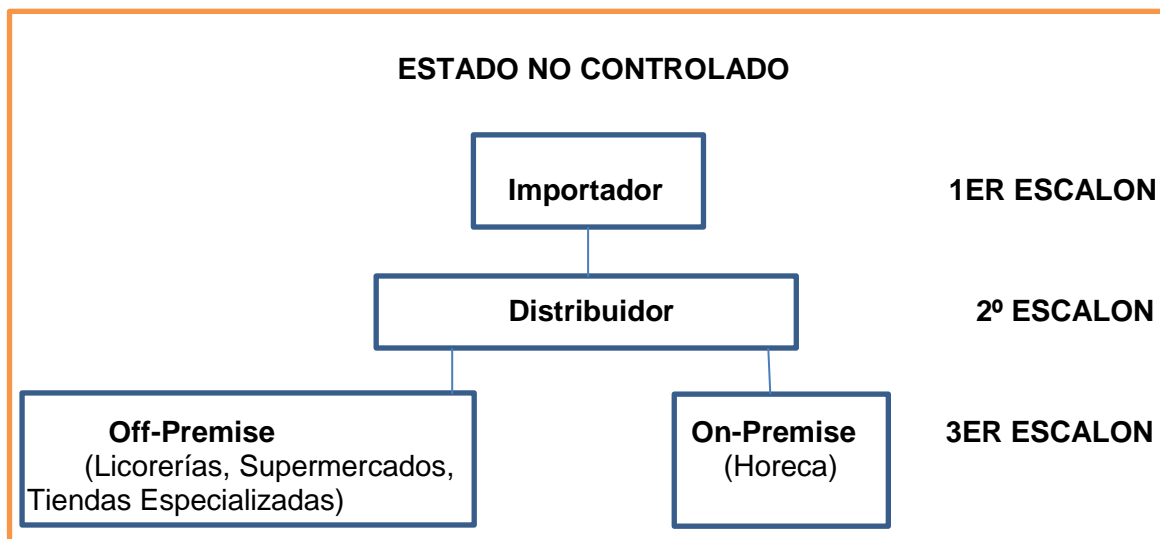 ESTADO NO CONTROLADO
Importador
1ER ESCALON
Distribuidor
2º ESCALON
Off-Premise
(Licorerías, Supermercados,
Tiendas Especializadas)
On-Premise
(Horeca)
3ER ESCALON